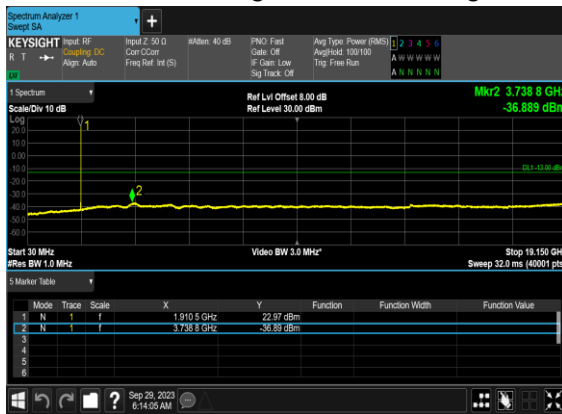 Spectrum Analyzer 1
Swept SA
+
KEYSIGHT Input: RF Input Z: 50 Ω #Atten: 40 dB PNO: Fast Avg Type: Power (RMS) 1 2 3 4 5 6
R T Coupling: DC Corr CCorr Gate: Off Avg|Hold: 100/100 A W W W W W
Align: Auto Freq Ref: Int (S) IF Gain: Low Trig: Free Run A N N N N N
Sig Track: Off
1 Spectrum
Scale/Div 10 dB
Ref Lvl Offset 8.00 dB
Ref Level 30.00 dBm
Mkr2 3.738 8 GHz
-36.889 dBm
Log
20.0
10.0
0.00
-10.0
-20.0
-30.0
-40.0
-50.0
-60.0
1
2
DL1 -13.00 dBm
Start 30 MHz Video BW 3.0 MHz* Stop 19.150 GHz
#Res BW 1.0 MHz Sweep 32.0 ms (40001 pts)
5 Marker Table
Mode Trace Scale X Y Function Function Width Function Value
1 N 1 f 1.910 5 GHz 22.97 dBm
2 N 1 f 3.738 8 GHz -36.89 dBm
3
4
5
6
? Sep 29, 2023
6:14:05 AM